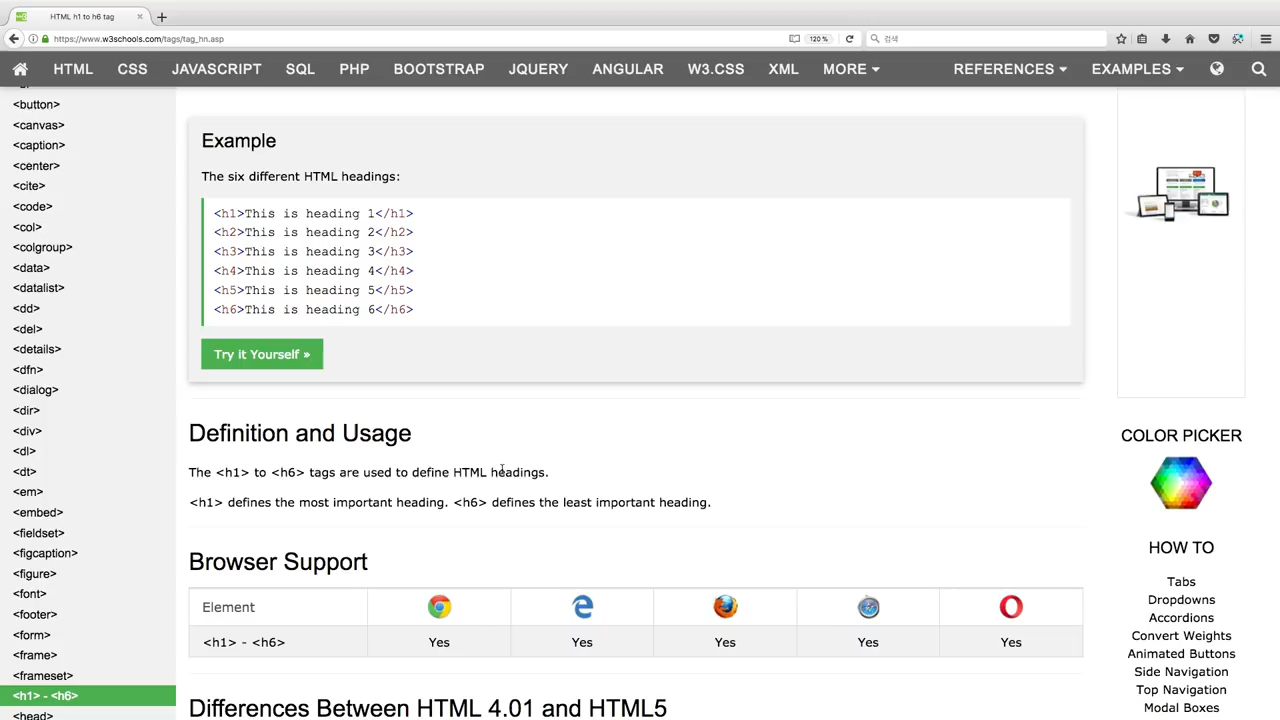 HTML h1 to h6 tag
https://www.w3schools.com/tags/tag_hn.asp
120%
검색
HTML
CSS
JAVASCRIPT
SQL
PHP
BOOTSTRAP
JQUERY
ANGULAR
W3.CSS
XML
MORE
REFERENCES
EXAMPLES
<button>
<canvas>
<caption>
<center>
<cite>
<code>
<col>
<colgroup>
<data>
<datalist>
<dd>
<del>
<details>
<dfn>
<dialog>
<dir>
<div>
<dl>
<dt>
<em>
<embed>
<fieldset>
<figcaption>
<figure>
<font>
<footer>
<form>
<frame>
<frameset>
<h1> - <h6>
<head>
Example
The six different HTML headings:
<h1>This is heading 1</h1>
<h2>This is heading 2</h2>
<h3>This is heading 3</h3>
<h4>This is heading 4</h4>
<h5>This is heading 5</h5>
<h6>This is heading 6</h6>
Try it Yourself »
Definition and Usage
The <h1> to <h6> tags are used to define HTML headings.
<h1> defines the most important heading. <h6> defines the least important heading.
Browser Support
Element
<h1> - <h6> Yes Yes Yes Yes Yes
Differences Between HTML 4.01 and HTML5
COLOR PICKER
HOW TO
Tabs
Dropdowns
Accordions
Convert Weights
Animated Buttons
Side Navigation
Top Navigation
Modal Boxes